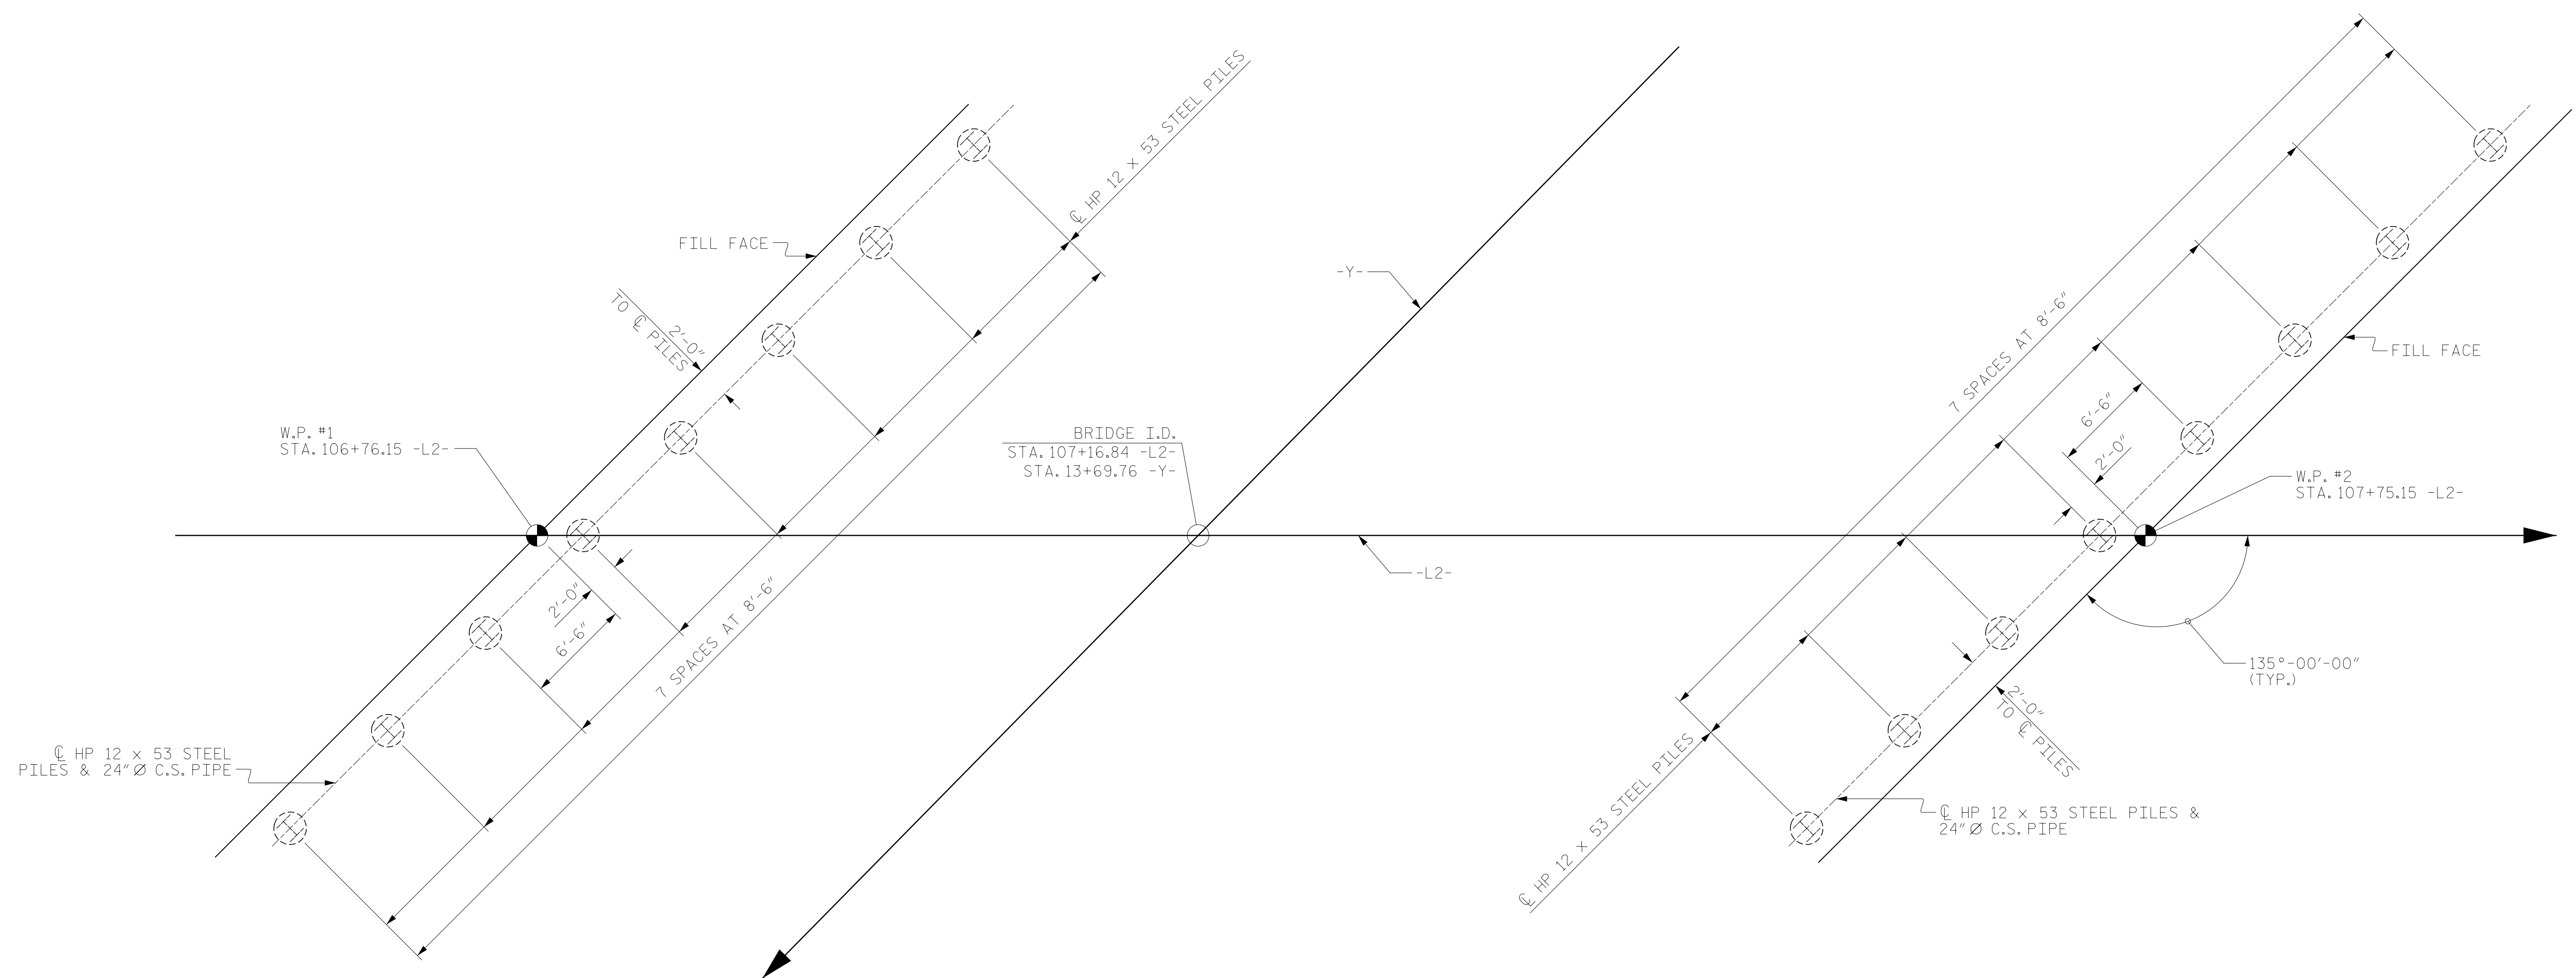 ℄ HP 12 x 53 STEEL PILES
FILL FACE
2'-0"
TO ℄ PILES
-Y-
7 SPACES AT 8'-6"
FILL FACE
6'-6"
2'-0"
W.P. #1
STA. 106+76.15 -L2-
BRIDGE I.D.
STA. 107+16.84 -L2-
STA. 13+69.76 -Y-
W.P. #2
STA. 107+75.15 -L2-
-L2-
2'-0"
6'-6"
7 SPACES AT 8'-6"
135°-00'-00"
(TYP.)
2'-0"
TO ℄ PILES
℄ HP 12 x 53 STEEL
PILES & 24"Ø C.S. PIPE
℄ HP 12 x 53 STEEL PILES
℄ HP 12 x 53 STEEL PILES &
24"Ø C.S. PIPE